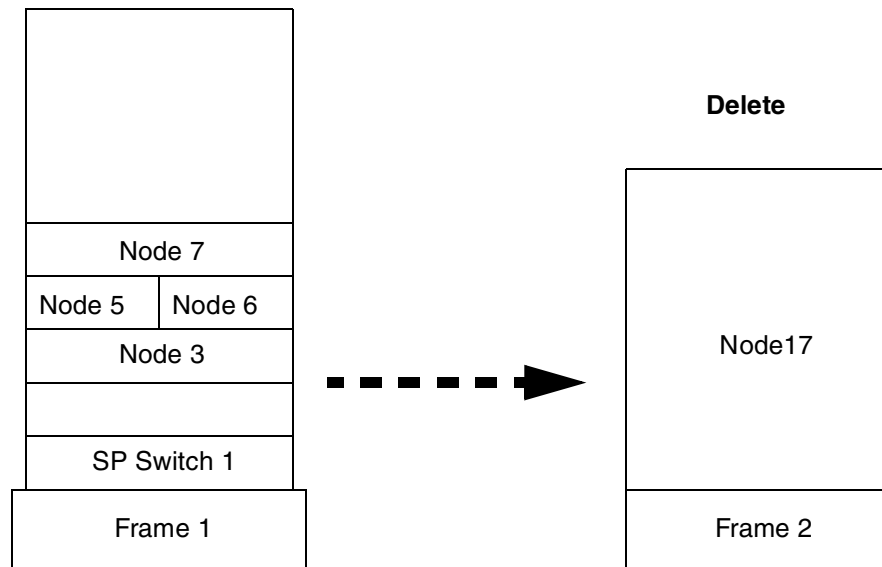 Delete
Node 7
Node 5
Node 6
Node 3
Node17
SP Switch 1
Frame 1
Frame 2